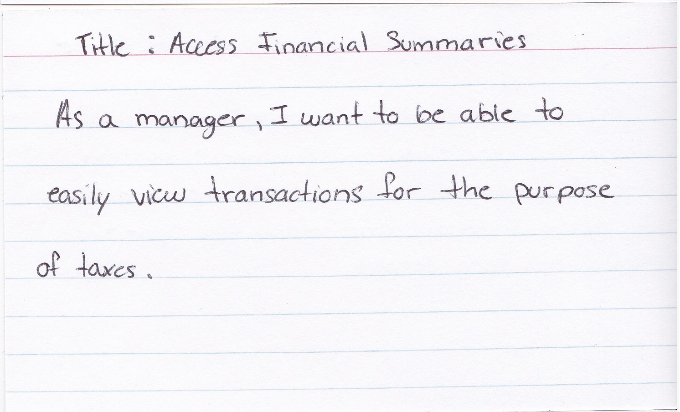 Title : Access Financial Summaries
As a manager, I want to be able to
easily view transactions for the purpose
of taxes.